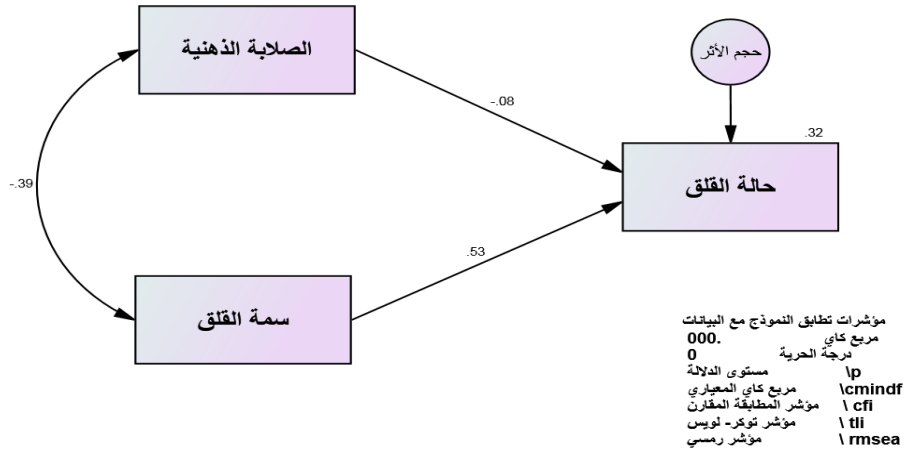 الصلابة الذهنية
حجم الأثر
-.08
.32
-.39
حالة القلق
.53
سمة القلق
مؤشرات تطابق النموذج مع البيانات
مربع كاي .000
درجة الحرية 0
مستوى الدلالة \p
مربع كاي المعياري \cmindf
مؤشر المطابقة المقارن \ cfi
مؤشر توكر- لويس \ tli
مؤشر رمسي \ rmsea